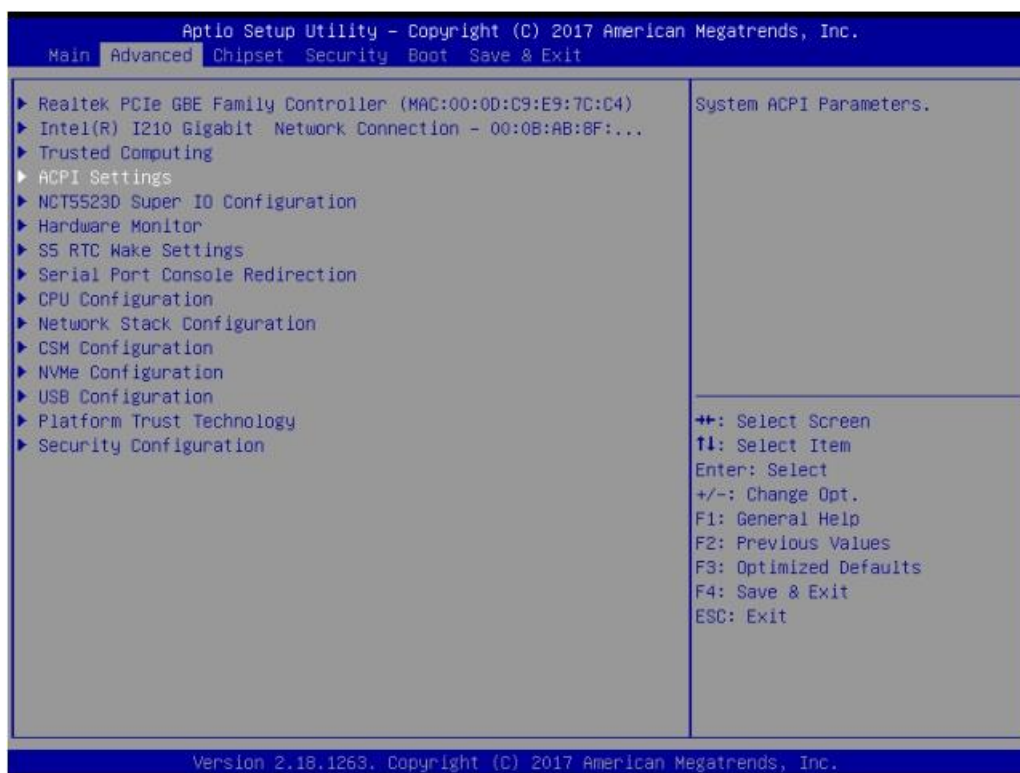 Aptio Setup Utility – Copyright (C) 2017 American Megatrends, Inc.
Main Advanced Chipset Security Boot Save & Exit
▶ Realtek PCIe GBE Family Controller (MAC:00:0D:C9:E9:7C:C4)
▶ Intel(R) I210 Gigabit Network Connection – 00:0B:AB:8F:...
▶ Trusted Computing
▶ ACPI Settings
▶ NCT5523D Super IO Configuration
▶ Hardware Monitor
▶ S5 RTC Wake Settings
▶ Serial Port Console Redirection
▶ CPU Configuration
▶ Network Stack Configuration
▶ CSM Configuration
▶ NVMe Configuration
▶ USB Configuration
▶ Platform Trust Technology
▶ Security Configuration
System ACPI Parameters.
→←: Select Screen
↑↓: Select Item
Enter: Select
+/-: Change Opt.
F1: General Help
F2: Previous Values
F3: Optimized Defaults
F4: Save & Exit
ESC: Exit
Version 2.18.1263. Copyright (C) 2017 American Megatrends, Inc.